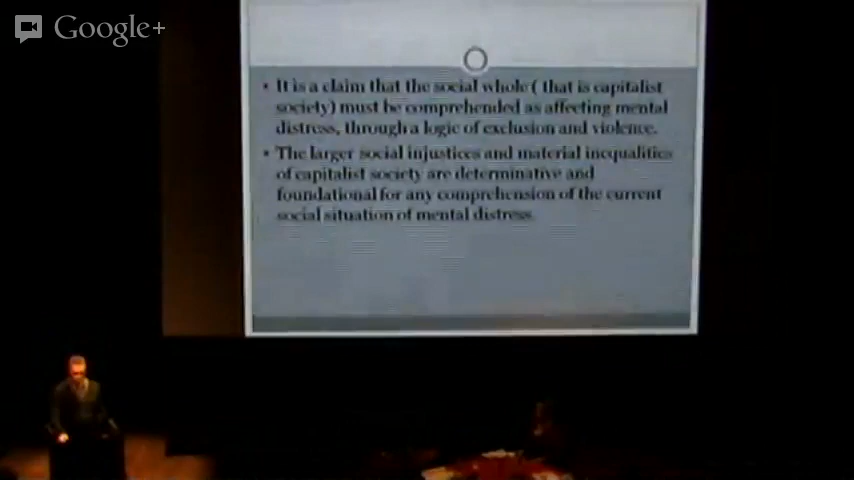 Google+
• It is a claim that the social whole ( that is capitalist
society) must be comprehended as affecting mental
distress, through a logic of exclusion and violence.
• The larger social injustices and material inequalities
of capitalist society are determinative and
foundational for any comprehension of the current
social situation of mental distress.